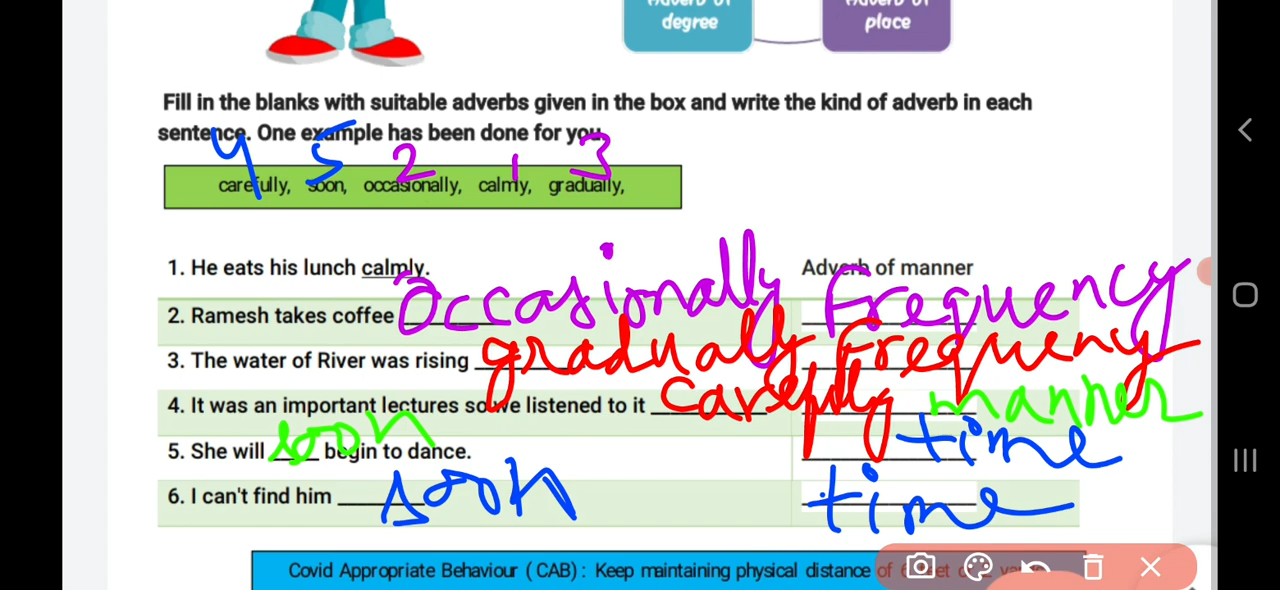 degree
place
Fill in the blanks with suitable adverbs given in the box and write the kind of adverb in each
sentence. One example has been done for you.
4 5 2 1 3
carefully, soon, occasionally, calmly, gradually,
1. He eats his lunch calmly. Adverb of manner
2. Ramesh takes coffee Occasionally Frequency
3. The water of River was rising gradually Frequency
4. It was an important lectures so we listened to it carefully manner
5. She will soon begin to dance. time
6. I can't find him soon time
Covid Appropriate Behaviour ( CAB) : Keep maintaining physical distance of